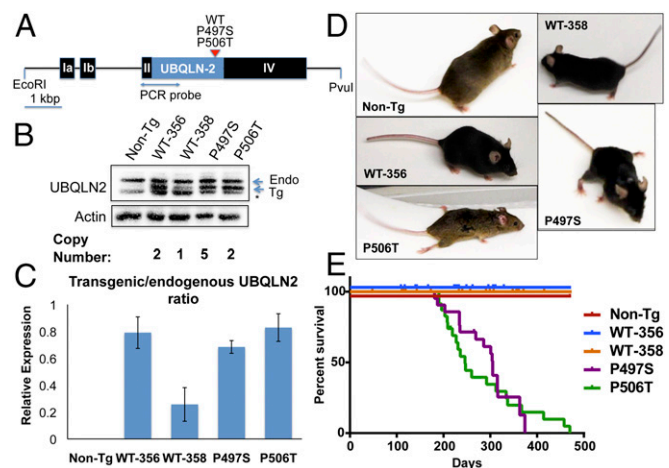 A
WT
P497S
P506T
Ia
Ib
II
UBQLN-2
IV
EcoRI
PvuI
1 kbp
PCR probe
B
Non-Tg
WT-356
WT-358
P497S
P506T
UBQLN2
Endo
Tg
*
Actin
Copy
Number:
2 1 5 2
C
Transgenic/endogenous UBQLN2
ratio
Relative Expression
1
0.8
0.6
0.4
0.2
0
Non-Tg WT-356 WT-358 P497S P506T
D
Non-Tg
WT-358
WT-356
P506T
P497S
E
Percent survival
100
50
0
0 100 200 300 400 500
Days
Non-Tg
WT-356
WT-358
P497S
P506T